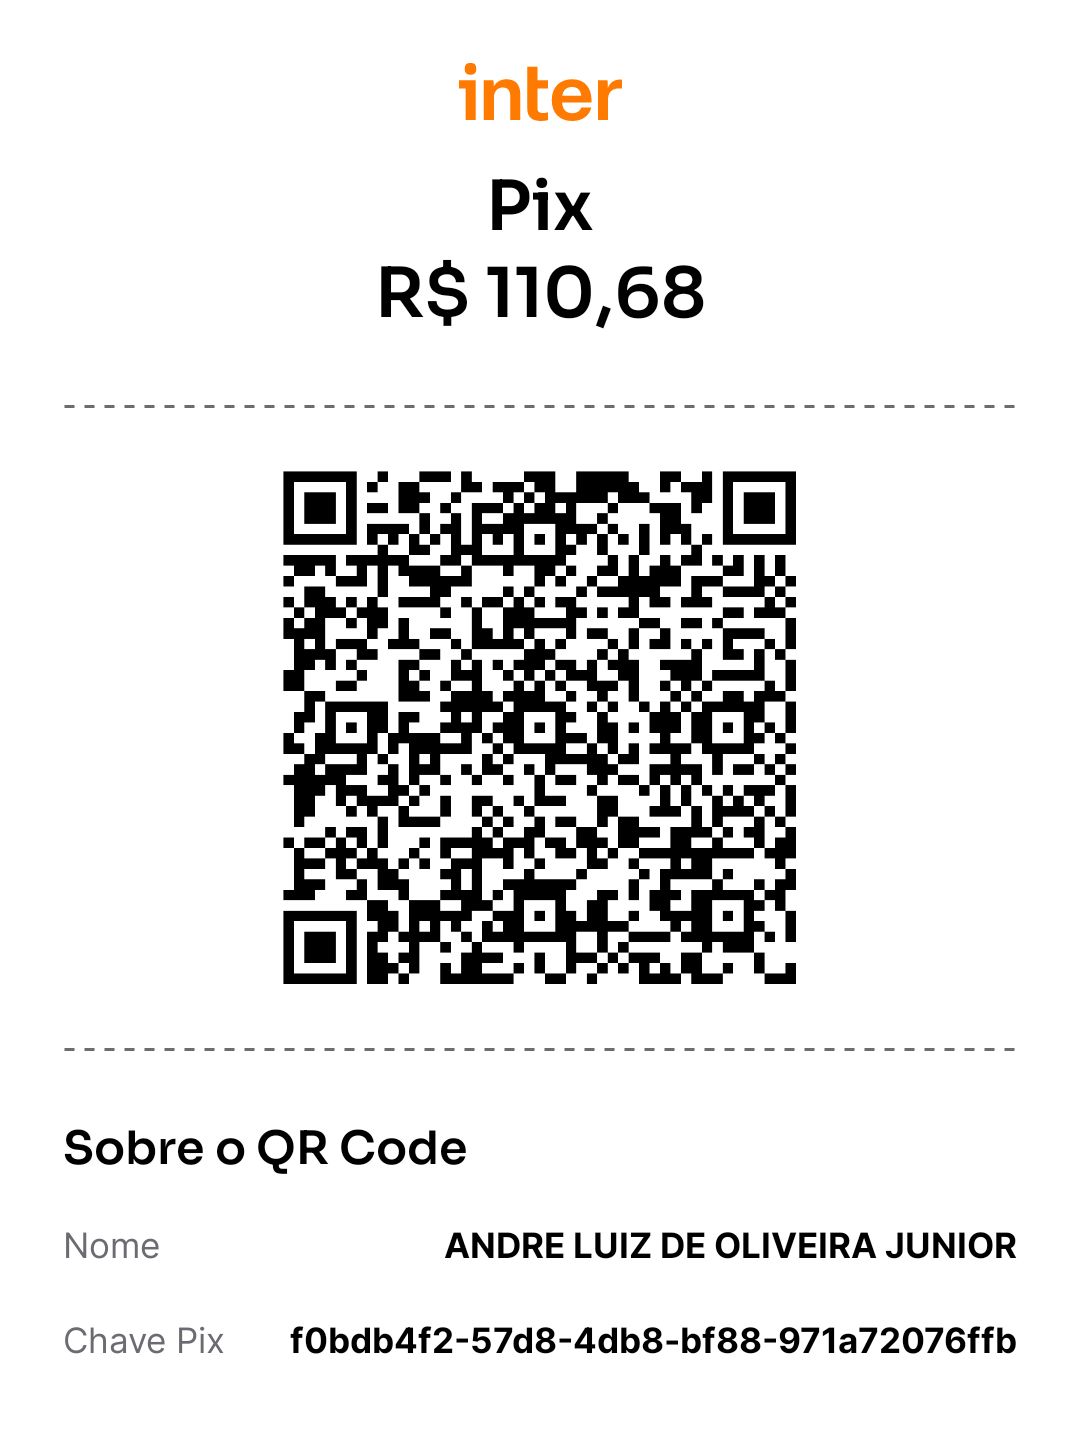 inter
Pix
R$ 110,68
Sobre o QR Code
Nome ANDRE LUIZ DE OLIVEIRA JUNIOR
Chave Pix f0bdb4f2-57d8-4db8-bf88-971a72076ffb